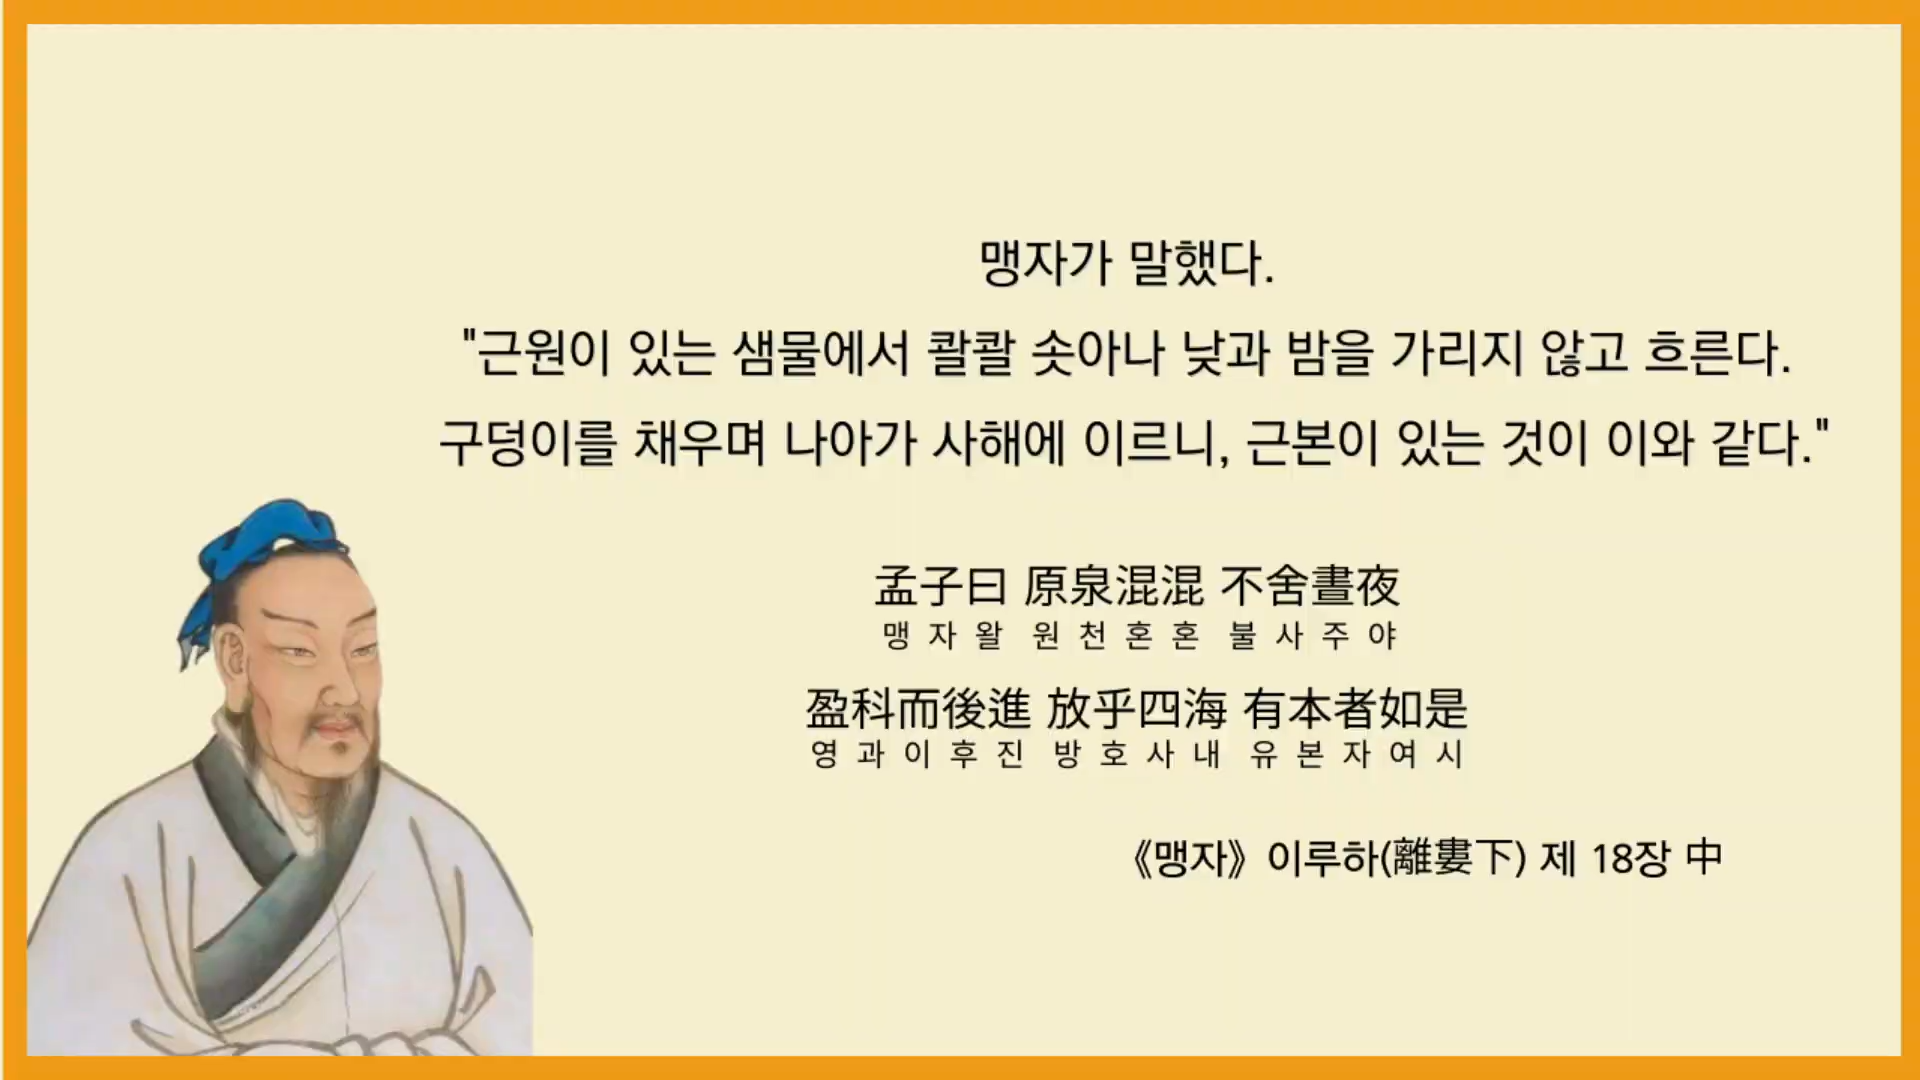 맹자가 말했다.
"근원이 있는 샘물에서 콸콸 솟아나 낮과 밤을 가리지 않고 흐른다.
구덩이를 채우며 나아가 사해에 이르니, 근본이 있는 것이 이와 같다."
孟子曰 原泉混混 不舍晝夜
맹 자 왈 원 천 혼 혼 불 사 주 야
盈科而後進 放乎四海 有本者如是
영 과 이 후 진 방 호 사 내 유 본 자 여 시
《맹자》 이루하(離婁下) 제 18장 中